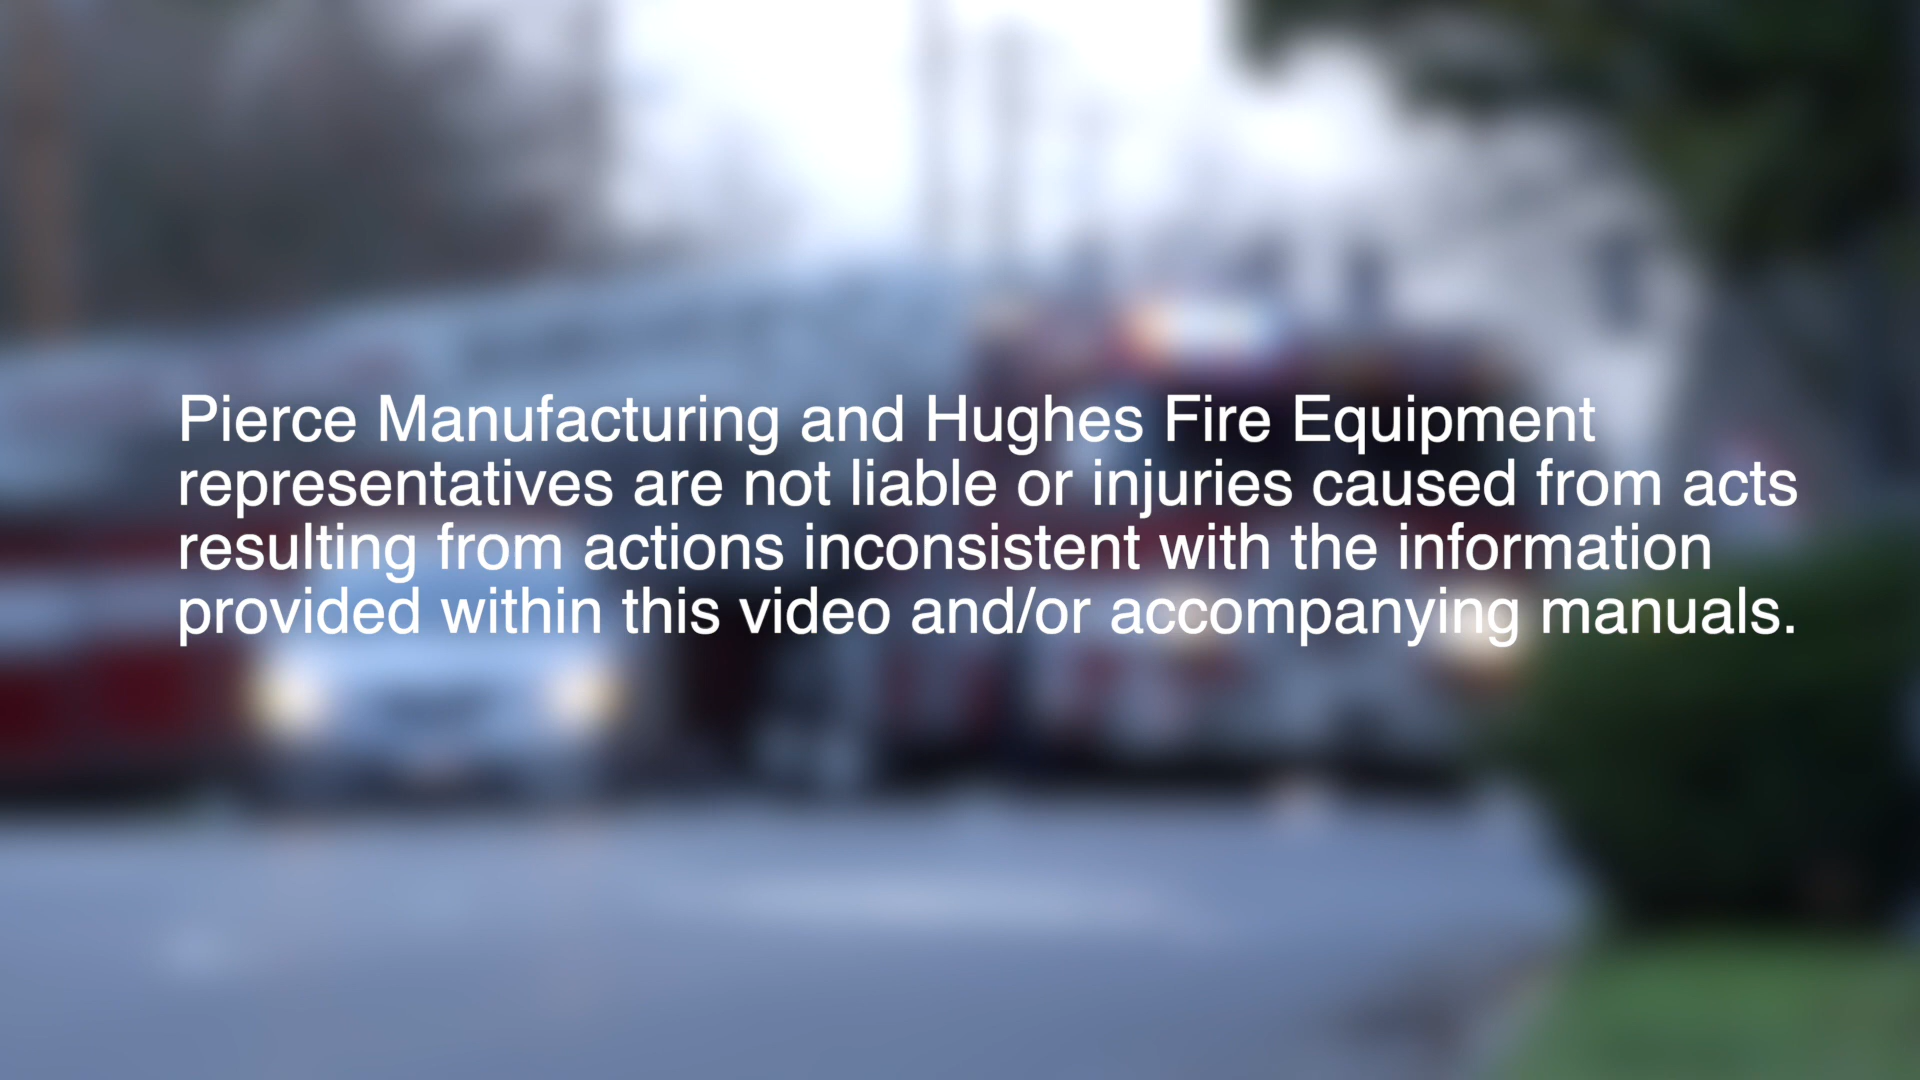 Pierce Manufacturing and Hughes Fire Equipment
representatives are not liable or injuries caused from acts
resulting from actions inconsistent with the information
provided within this video and/or accompanying manuals.